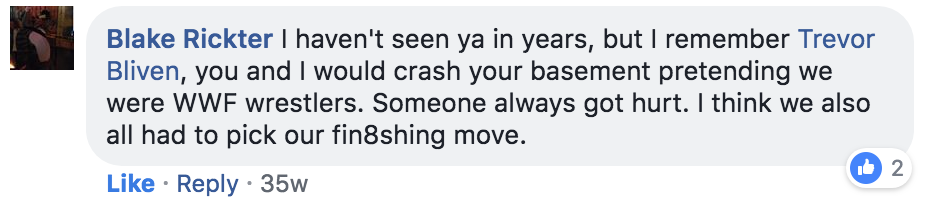 Blake Rickter I haven't seen ya in years, but I remember Trevor
Bliven, you and I would crash your basement pretending we
were WWF wrestlers. Someone always got hurt. I think we also
all had to pick our fin8shing move.
2
Like · Reply · 35w